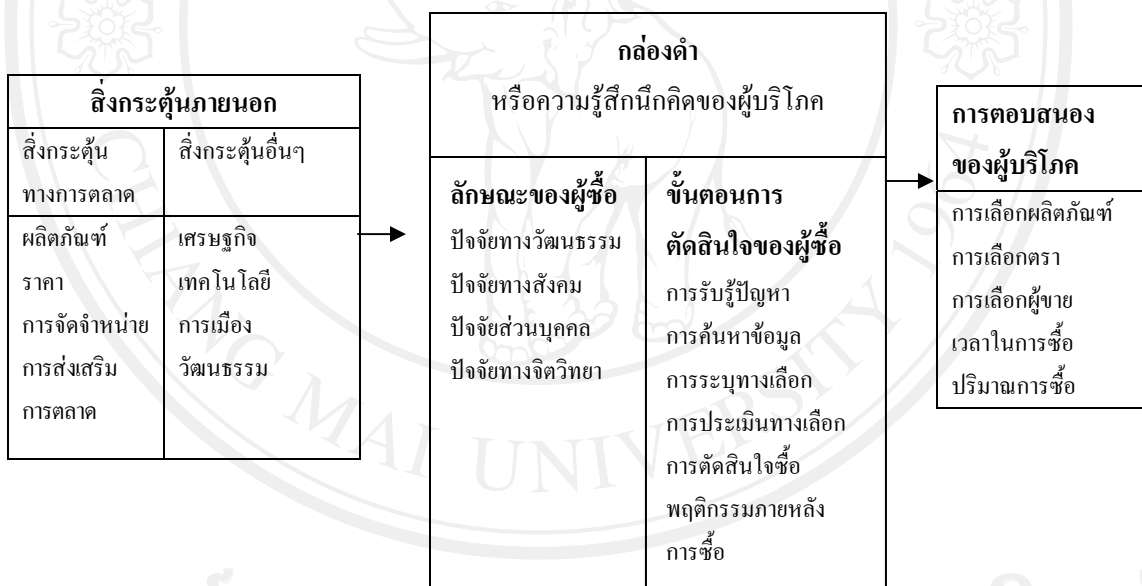 สิ่งกระตุ้นภายนอก
สิ่งกระตุ้น
ทางการตลาด
สิ่งกระตุ้นอื่นๆ
ผลิตภัณฑ์
ราคา
การจัดจำหน่าย
การส่งเสริม
การตลาด
เศรษฐกิจ
เทคโนโลยี
การเมือง
วัฒนธรรม
กล่องดำ
หรือความรู้สึกนึกคิดของผู้บริโภค
ลักษณะของผู้ซื้อ
ปัจจัยทางวัฒนธรรม
ปัจจัยทางสังคม
ปัจจัยส่วนบุคคล
ปัจจัยทางจิตวิทยา
ขั้นตอนการ
ตัดสินใจของผู้ซื้อ
การรับรู้ปัญหา
การค้นหาข้อมูล
การระบุทางเลือก
การประเมินทางเลือก
การตัดสินใจซื้อ
พฤติกรรมภายหลัง
การซื้อ
การตอบสนอง
ของผู้บริโภค
การเลือกผลิตภัณฑ์
การเลือกตรา
การเลือกผู้ขาย
เวลาในการซื้อ
ปริมาณการซื้อ
CHIANG MAI UNIVERSITY 1964